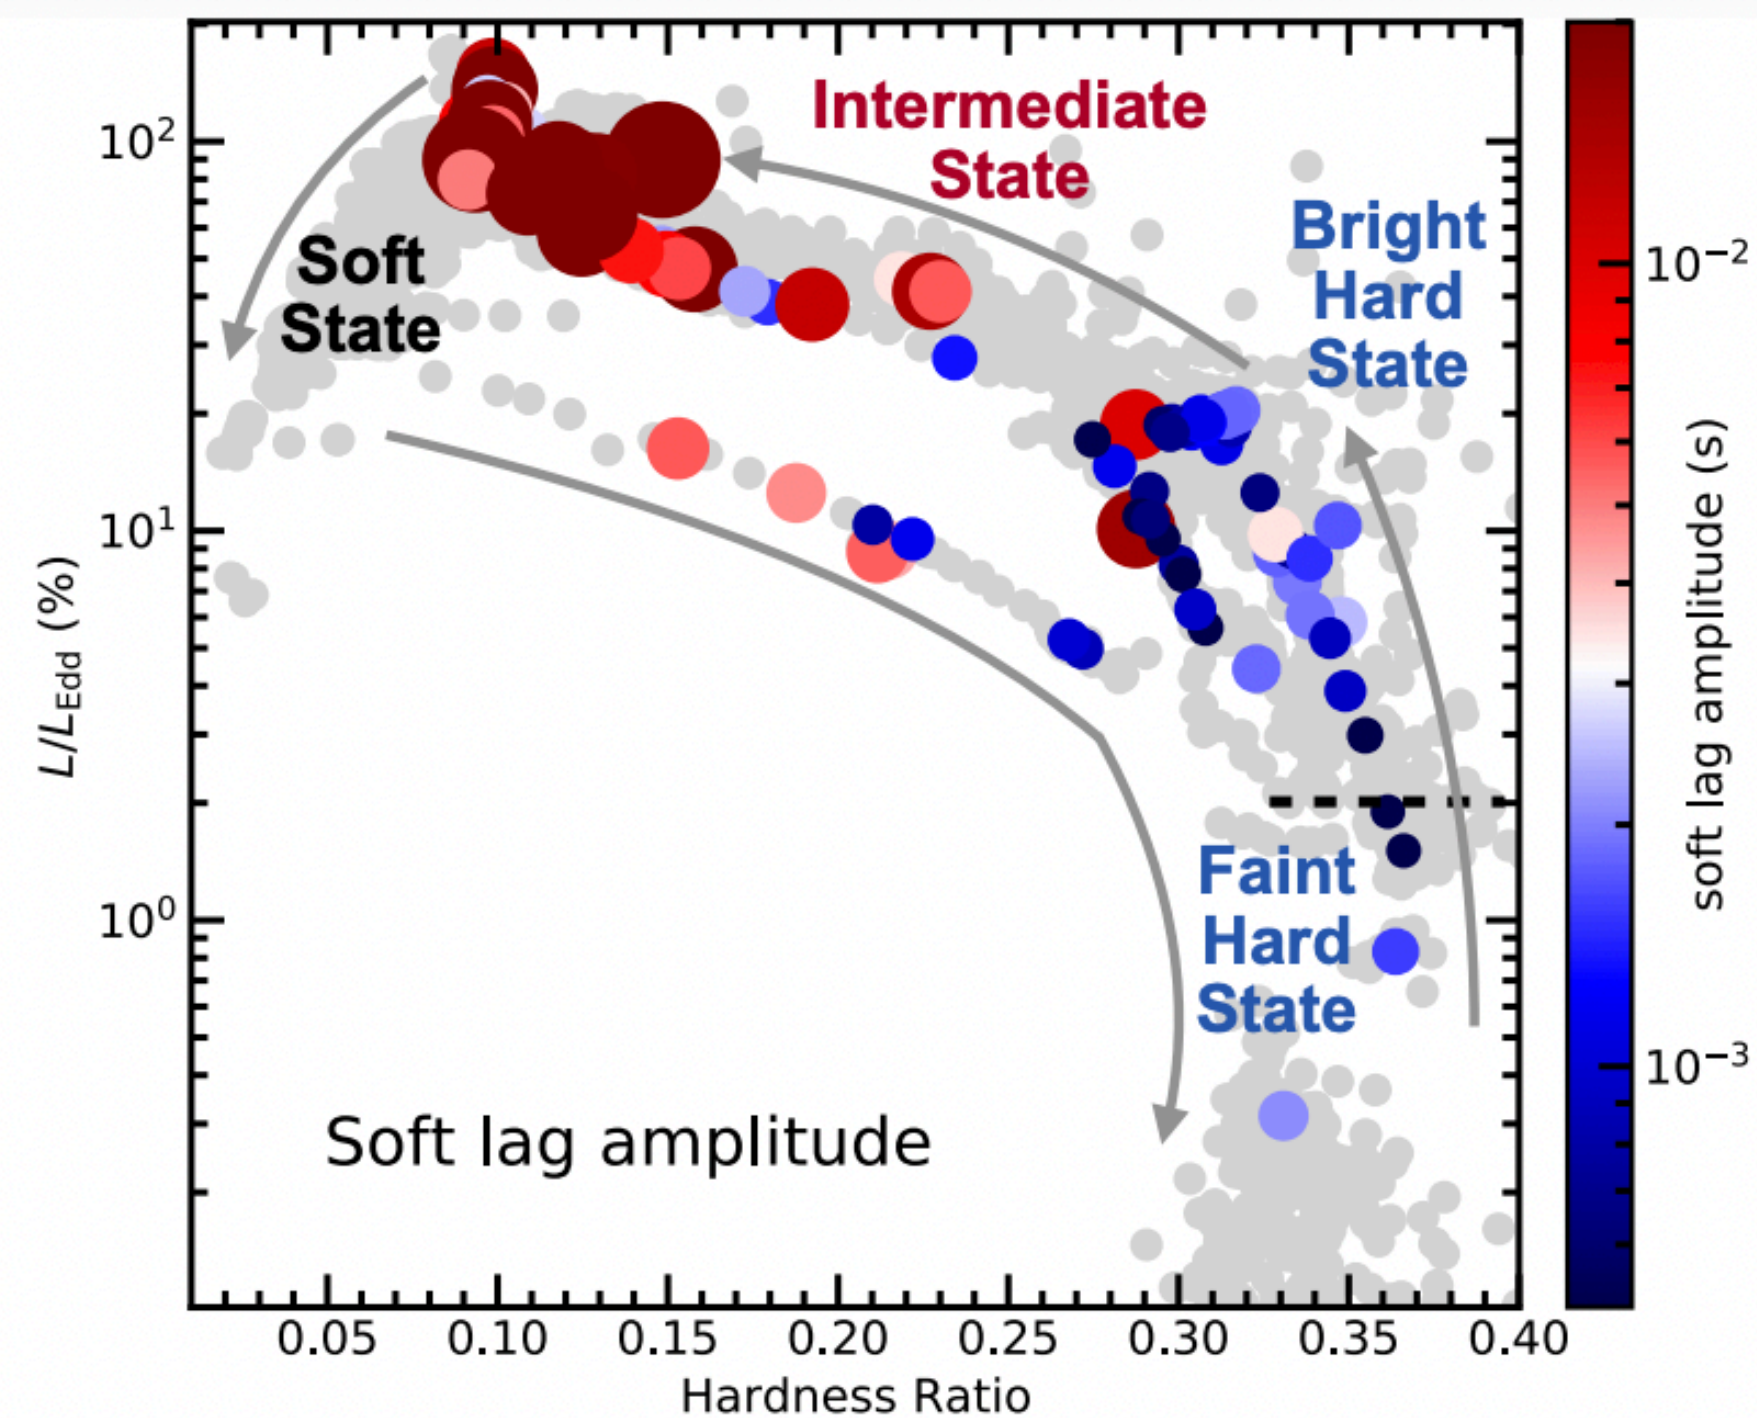 Intermediate
State
Bright
Hard
State
Soft
State
Faint
Hard
State
Soft lag amplitude
10²
10¹
10⁰
L/L_Edd (%)
0.05 0.10 0.15 0.20 0.25 0.30 0.35 0.40
Hardness Ratio
10⁻²
10⁻³
soft lag amplitude (s)